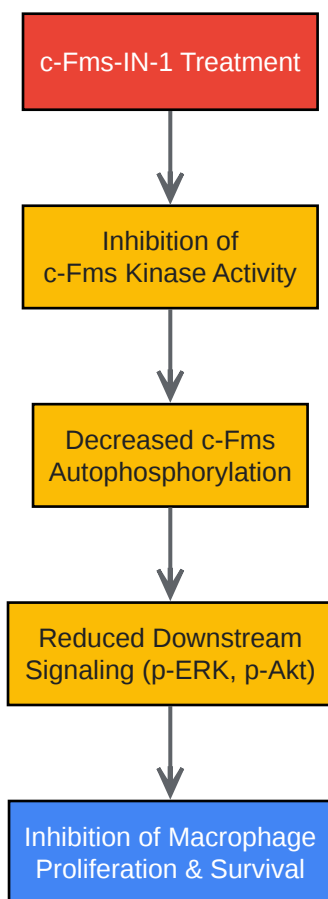 c-Fms-IN-1 Treatment
Inhibition of
c-Fms Kinase Activity
Decreased c-Fms
Autophosphorylation
Reduced Downstream
Signaling (p-ERK, p-Akt)
Inhibition of Macrophage
Proliferation & Survival